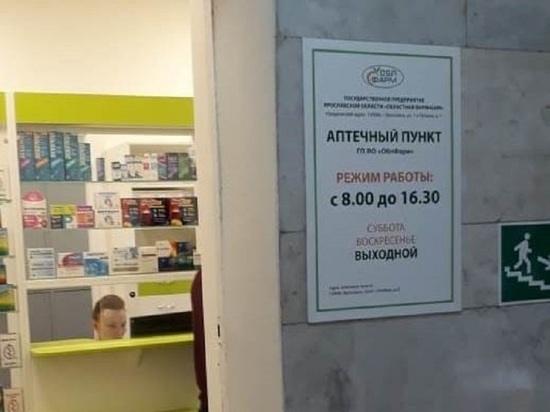 ОБЛ
ФАРМ
ГОСУДАРСТВЕННОЕ ПРЕДПРИЯТИЕ
ЯРОСЛАВСКОЙ ОБЛАСТИ «ОБЛАСТНАЯ ФАРМАЦИЯ»
АПТЕЧНЫЙ ПУНКТ
ГП ЯО «ОблФарм»
РЕЖИМ РАБОТЫ:
с 8.00 до 16.30
СУББОТА
ВОСКРЕСЕНЬЕ
ВЫХОДНОЙ